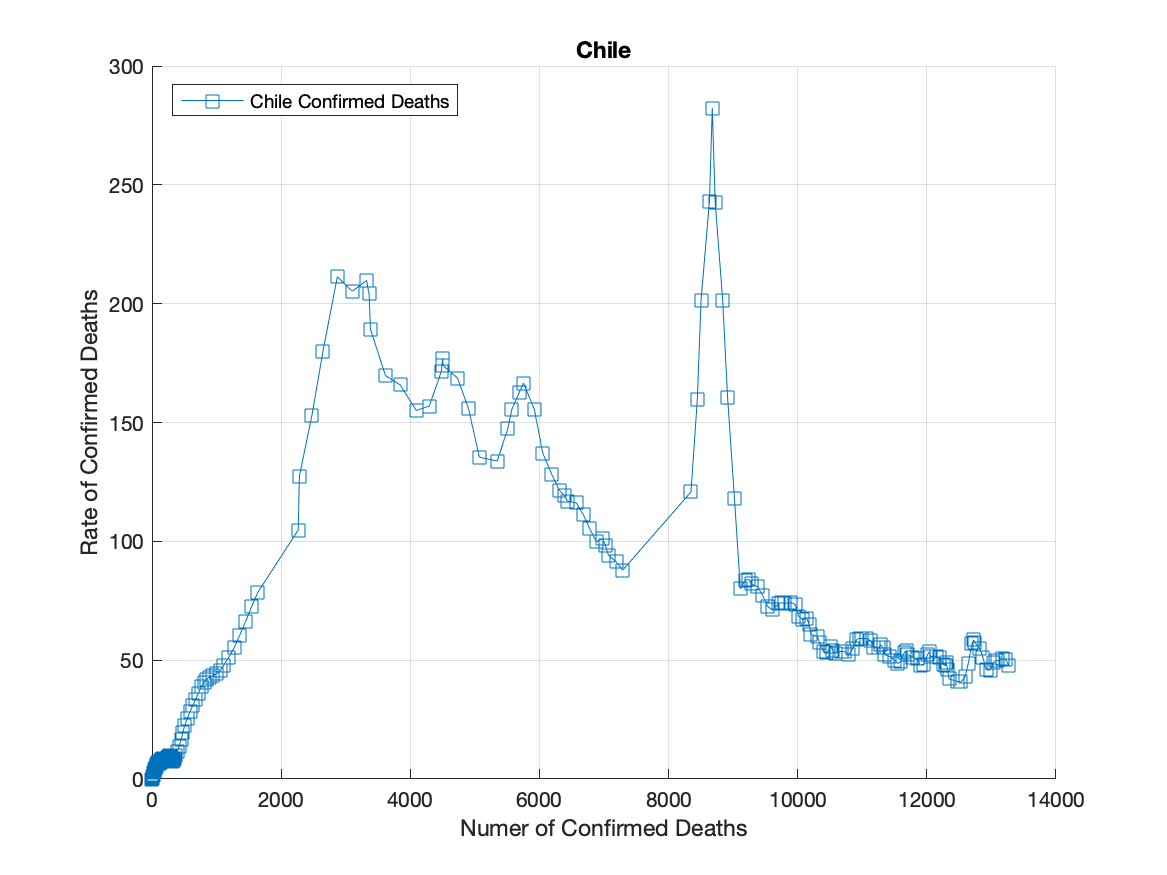 Chile
300
Chile Confirmed Deaths
250
200
150
100
50
0
Rate of Confirmed Deaths
0 2000 4000 6000 8000 10000 12000 14000
Numer of Confirmed Deaths